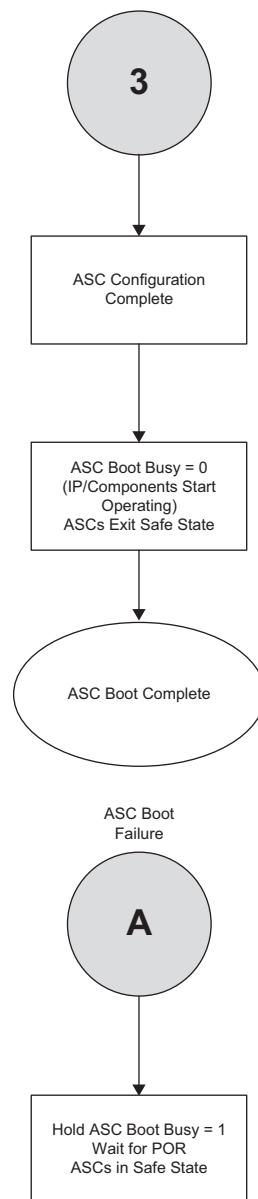 3
ASC Configuration
Complete
ASC Boot Busy = 0
(IP/Components Start
Operating)
ASCs Exit Safe State
ASC Boot Complete
ASC Boot
Failure
A
Hold ASC Boot Busy = 1
Wait for POR
ASCs in Safe State